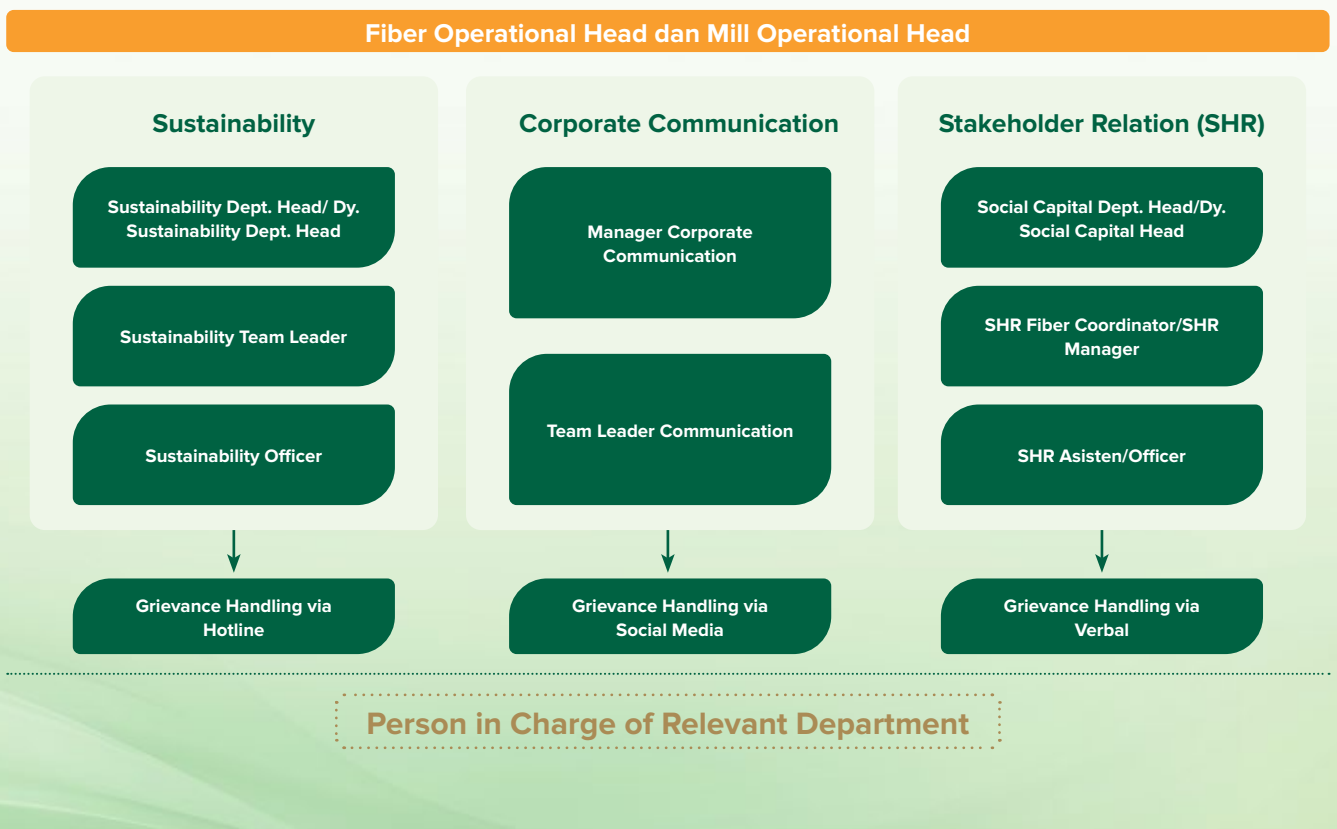 Fiber Operational Head dan Mill Operational Head
Sustainability
Sustainability Dept. Head/ Dy.
Sustainability Dept. Head
Sustainability Team Leader
Sustainability Officer
Grievance Handling via
Hotline
Corporate Communication
Manager Corporate
Communication
Team Leader Communication
Grievance Handling via
Social Media
Stakeholder Relation (SHR)
Social Capital Dept. Head/Dy.
Social Capital Head
SHR Fiber Coordinator/SHR
Manager
SHR Asisten/Officer
Grievance Handling via
Verbal
Person in Charge of Relevant Department